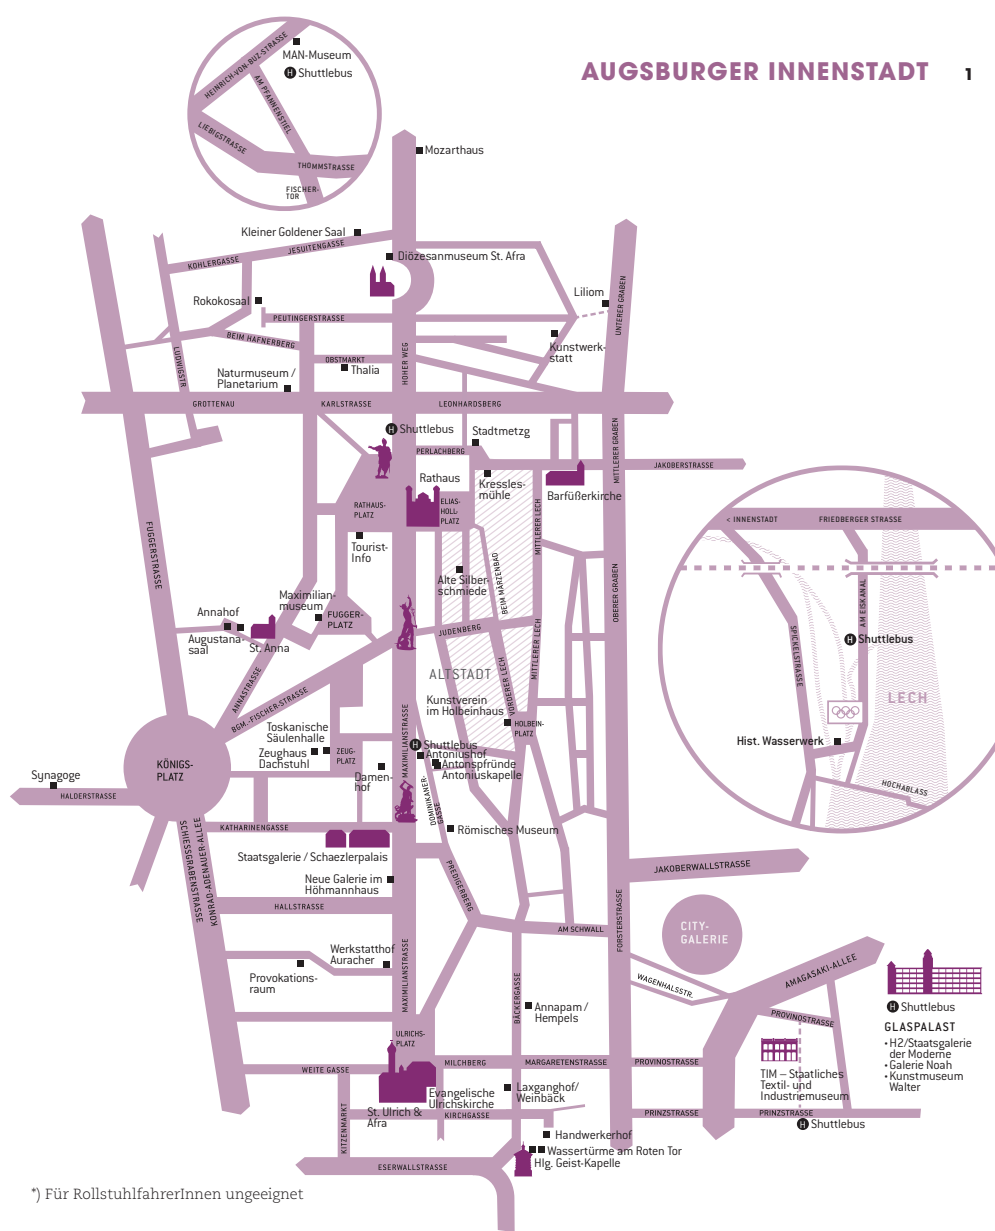 AUGSBURGER INNENSTADT 1
HEINRICH-VON-BUZ-STRASSE
MAN-Museum
H Shuttlebus
AM PFANNENSTIEL
LIEBIGSTRASSE
THOMMSTRASSE
FISCHER-
TOR
Mozarthaus
Kleiner Goldener Saal
JESUITENGASSE
KOHLERGASSE
Diözesanmuseum St. Afra
Rokokosaal
Liliom
UNTERER GRABEN
PEUTINGERSTRASSE
BEIM HAFNERBERG
LUDWIGSTR.
HOHER WEG
Kunstwerk-
statt
OBSTMARKT
Thalia
Naturmuseum /
Planetarium
GROTTENAU
KARLSTRASSE
LEONHARDSBERG
H Shuttlebus
Stadtmetzg
MITTLERER GRABEN
PERLACHBERG
JAKOBERSTRASSE
Rathaus
Kressles-
mühle
Barfüßerkirche
RATHAUS-
PLATZ
ELIAS-
HOLL-
PLATZ
MITTLERER LECH
FUGGERSTRASSE
Tourist-
Info
Alte Silber-
schmiede
BEIM MÄRZENBAD
OBERER GRABEN
Maximilian-
museum
FUGGER-
PLATZ
Annahof
Augustana-
saal
St. Anna
JUDENBERG
MITTLERER LECH
ALTSTADT
ANNASTRASSE
BGM.-FISCHER-STRASSE
VORDERER LECH
Kunstverein
im Holbeinhaus
HOLBEIN-
PLATZ
MAXIMILIANSTRASSE
Toskanische
Säulenhalle
Zeughaus
Dachstuhl
ZEUG-
PLATZ
H Shuttlebus
Antoniushof
Antonspfründe
Antoniuskapelle
Damen-
hof
DOMINIKANER-
GASSE
KÖNIGS-
PLATZ
Synagoge
HALDERSTRASSE
KATHARINENGASSE
Römisches Museum
Staatsgalerie / Schaezlerpalais
SCHIESSGRABENSTRASSE
KONRAD-ADENAUER-ALLEE
Neue Galerie im
Höhmannhaus
PREDIGERBERG
HALLSTRASSE
AM SCHWALL
FORSTERSTRASSE
JAKOBERWALLSTRASSE
CITY-
GALERIE
< INNENSTADT
FRIEDBERGER STRASSE
AM EISKANAL
SPICKELSTRASSE
H Shuttlebus
LECH
Hist. Wasserwerk
HOCHABLASS
Werkstatthof
Auracher
Provokations-
raum
MAXIMILIANSTRASSE
BÄCKERGASSE
WAGENHALSSTR.
AMAGASAKI-ALLEE
PROVINOSTRASSE
Annapam /
Hempels
H Shuttlebus
GLASPALAST
• H2/Staatsgalerie
der Moderne
• Galerie Noah
• Kunstmuseum
Walter
ULRICHS-
PLATZ
WEITE GASSE
MILCHBERG
MARGARETENSTRASSE
PROVINOSTRASSE
TIM – Staatliches
Textil- und
Industriemuseum
Evangelische
Ulrichskirche
Laxganghof/
Weinbäck
St. Ulrich &
Afra
KIRCHGASSE
PRINZSTRASSE
PRINZSTRASSE
H Shuttlebus
KITZENMARKT
Handwerkerhof
Wassertürme am Roten Tor
Hlg. Geist-Kapelle
ESERWALLSTRASSE
*) Für RollstuhlfahrerInnen ungeeignet